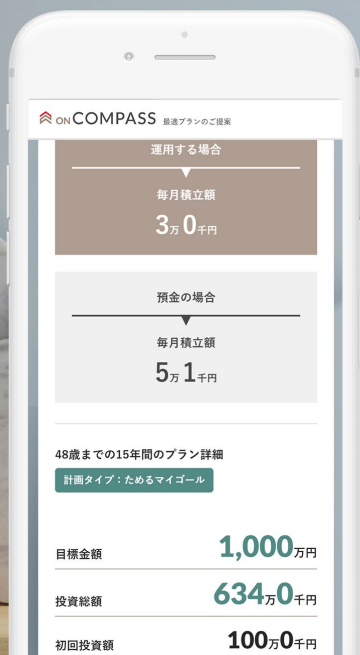 ON COMPASS 最適プランのご提案
運用する場合
毎月積立額
3万 0千円
預金の場合
毎月積立額
5万 1千円
48歳までの15年間のプラン詳細
計画タイプ：ためるマイゴール
目標金額 1,000万円
投資総額 634万0千円
初回投資額 100万0千円